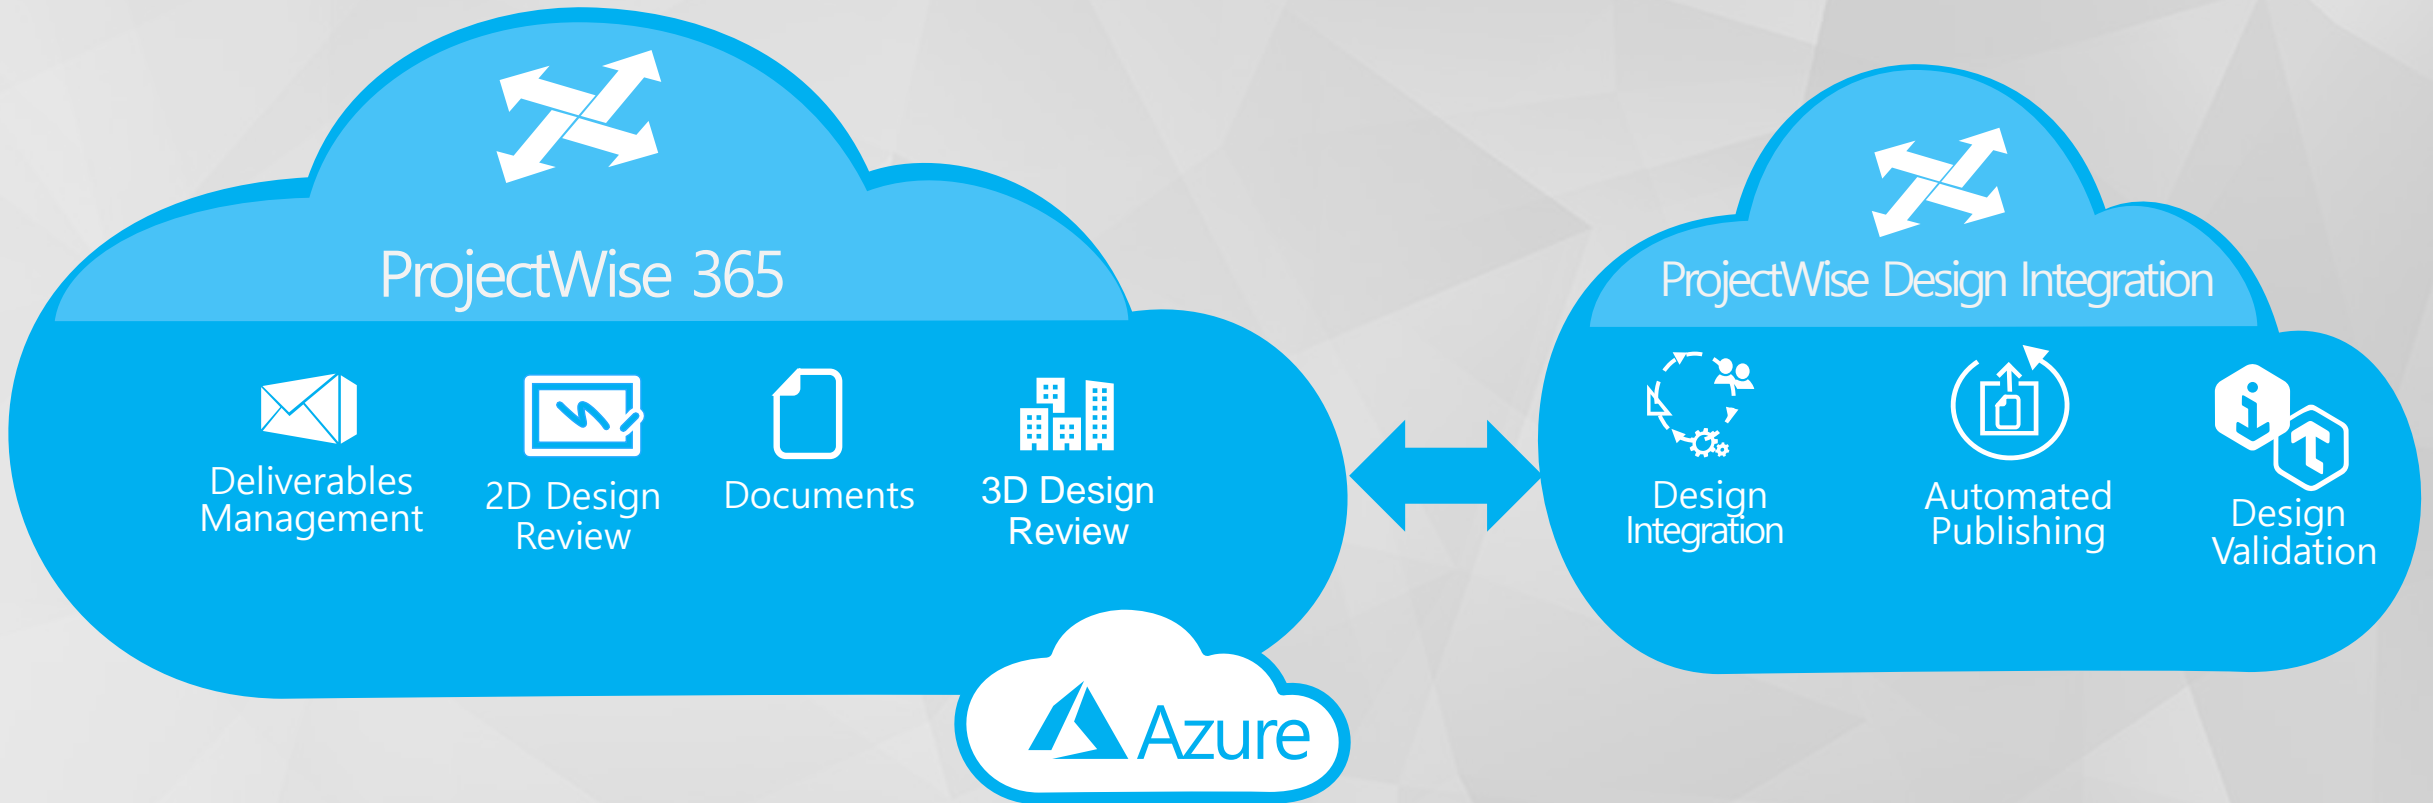 ProjectWise 365
Deliverables
Management
2D Design
Review
Documents
3D Design
Review
Azure
ProjectWise Design Integration
Design
Integration
Automated
Publishing
Design
Validation